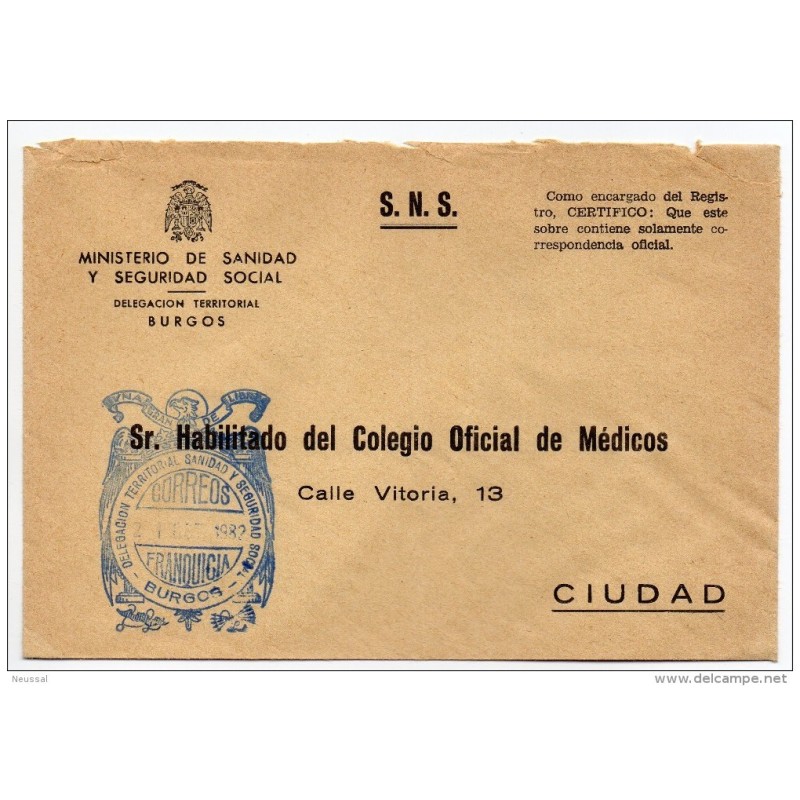 MINISTERIO DE SANIDAD
Y SEGURIDAD SOCIAL
DELEGACION TERRITORIAL
BURGOS
S. N. S.
Como encargado del Regis-
tro, CERTIFICO: Que este
sobre contiene solamente co-
rrespondencia oficial.
Sr. Habilitado del Colegio Oficial de Médicos
Calle Vitoria, 13
CIUDAD
VNA GRANDE LIBRE
DELEGACION TERRITORIAL SANIDAD Y SEGURIDAD SOCIAL
CORREOS
1982
FRANQUICIA
- BURGOS -
Neussal
www.delcampe.net